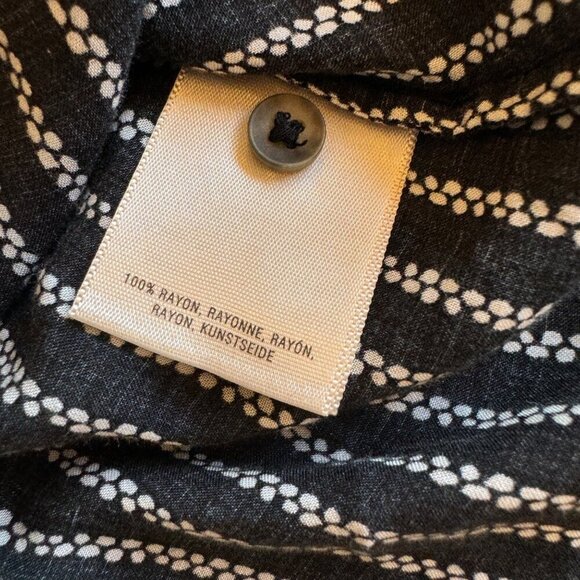 100% RAYON, RAYONNE, RAYÓN,
RAYON, KUNSTSEIDE